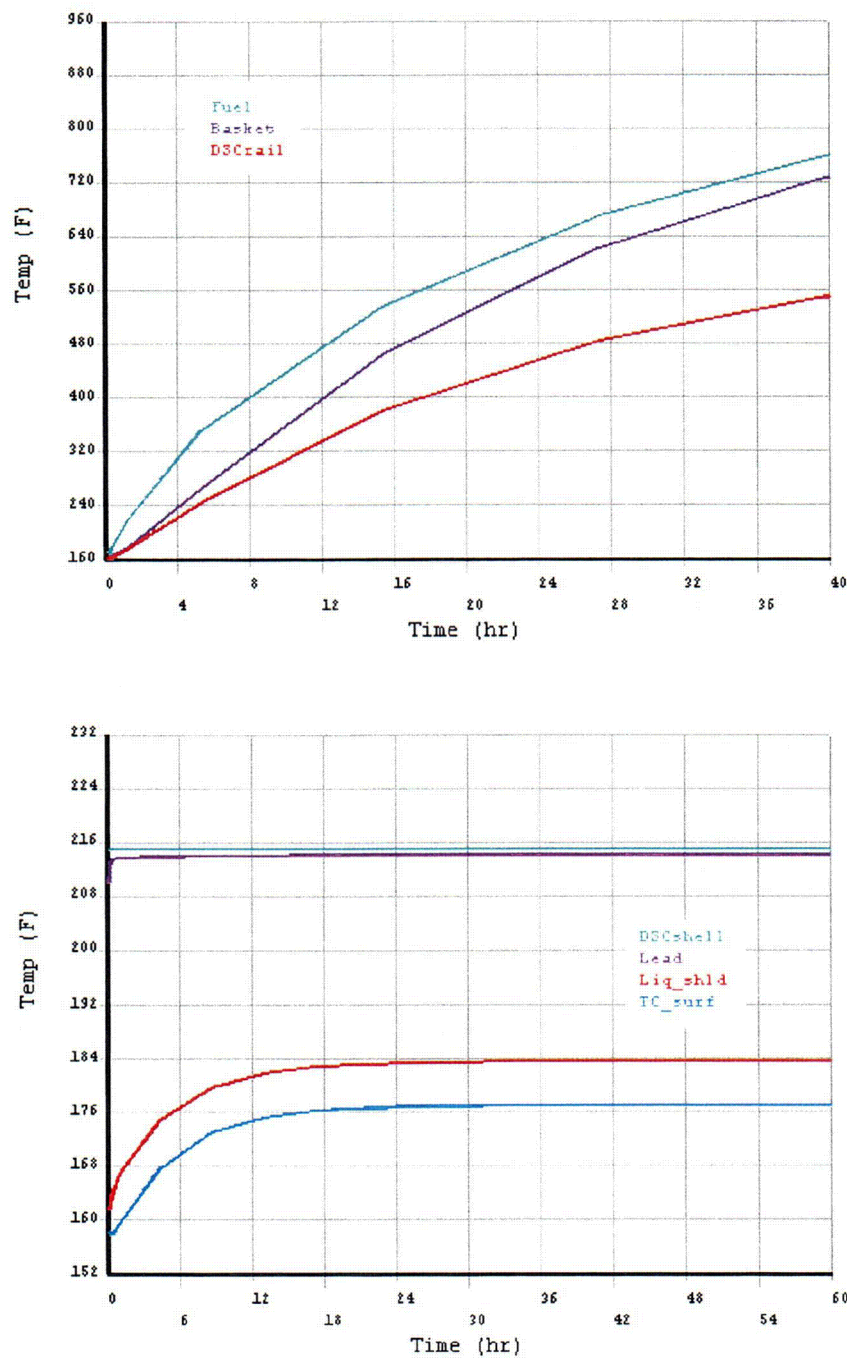 960
880
800
720
640
560
480
400
320
240
160
Temp (F)
Fuel
Basket
DSCrail
0 8 16 24 32 40
4 12 20 28 36
Time (hr)
232
224
216
208
200
192
184
176
168
160
152
Temp (F)
DSCshell
Lead
Liq_shld
TC_surf
0 12 24 36 48 60
6 18 30 42 54
Time (hr)